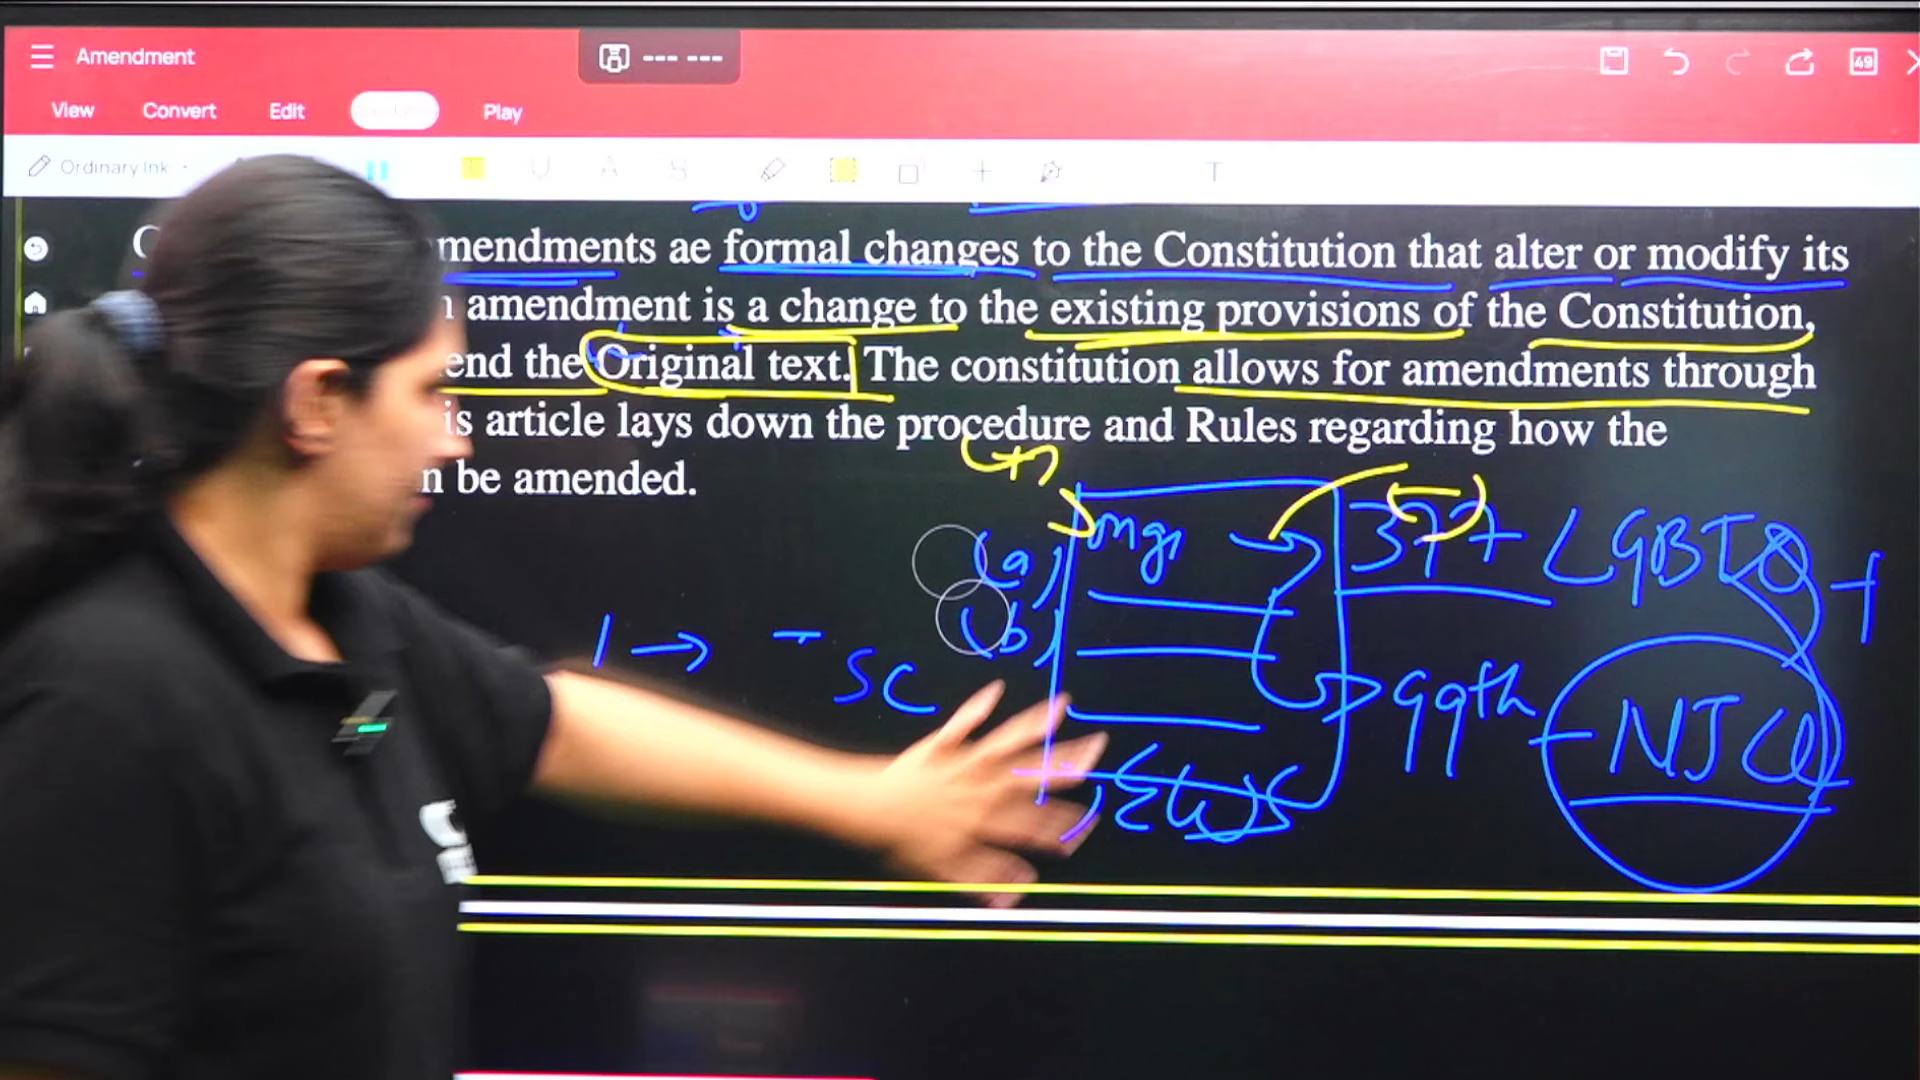 Amendment
49
View Convert Edit Play
Ordinary Ink
U A S T
mendments ae formal changes to the Constitution that alter or modify its
amendment is a change to the existing provisions of the Constitution,
end the Original text. The constitution allows for amendments through
is article lays down the procedure and Rules regarding how the
n be amended.
(a) 377 LGBTQ+
(b)
1 → SC
99th - NJC
EWS